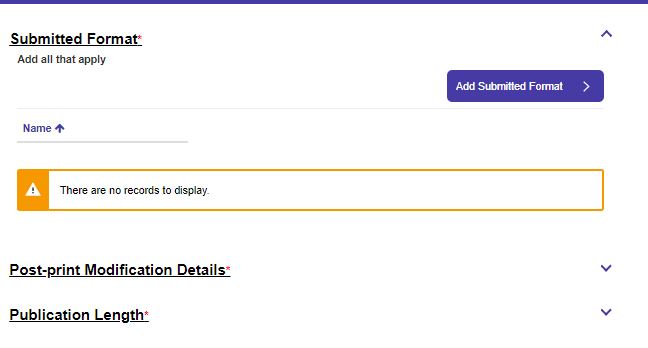 Submitted Format*
Add all that apply
Add Submitted Format
Name
There are no records to display.
Post-print Modification Details*
Publication Length*